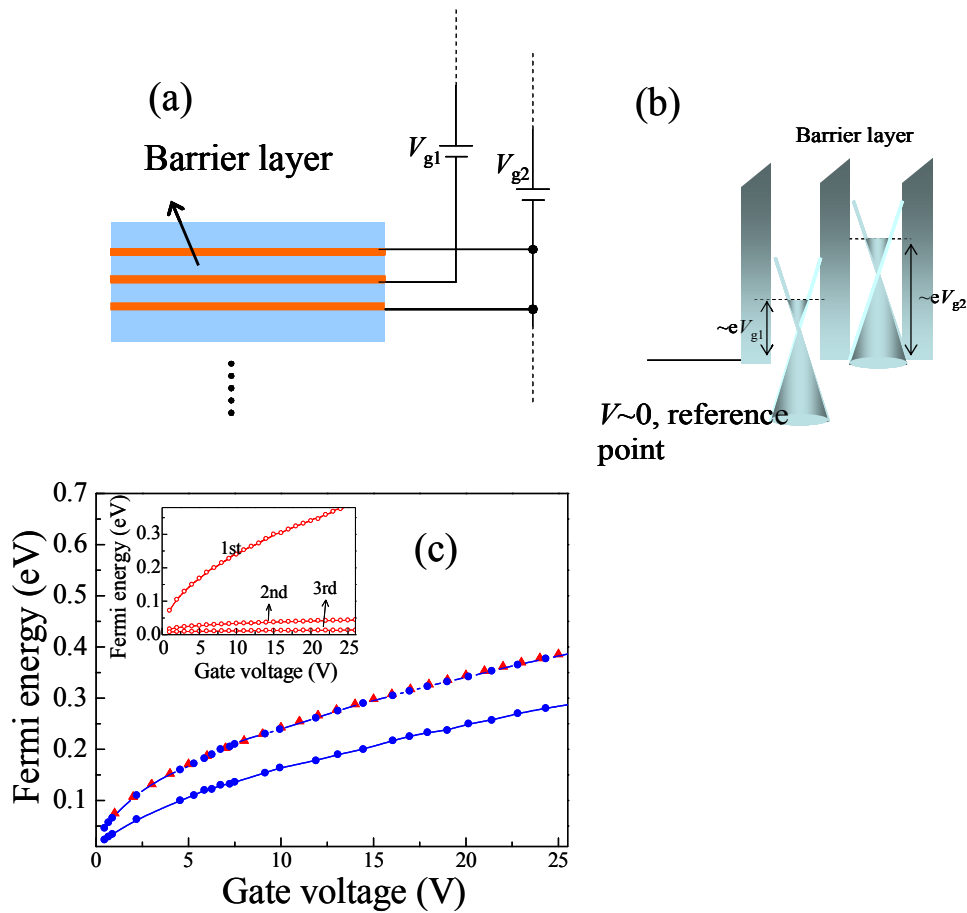 (a)
Barrier layer
Vg1
Vg2
(b)
Barrier layer
~eVg1
~eVg2
V~0, reference
point
(c)
Fermi energy (eV)
0.7
0.6
0.5
0.4
0.3
0.2
0.1
0 5 10 15 20 25
Gate voltage (V)
Fermi energy (eV)
0.3
0.2
0.1
0.0
1st
2nd
3rd
0 5 10 15 20 25
Gate voltage (V)